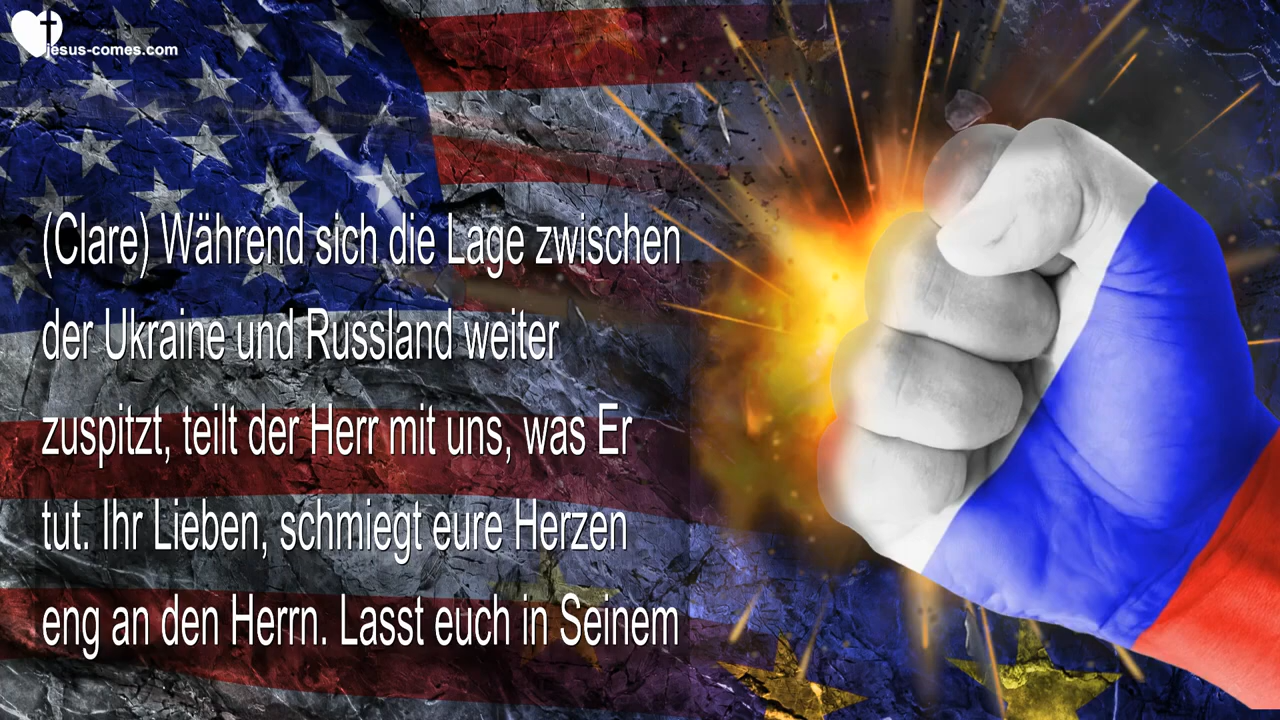 jesus-comes.com
(Clare) Während sich die Lage zwischen
der Ukraine und Russland weiter
zuspitzt, teilt der Herr mit uns, was Er
tut. Ihr Lieben, schmiegt eure Herzen
eng an den Herrn. Lasst euch in Seinem